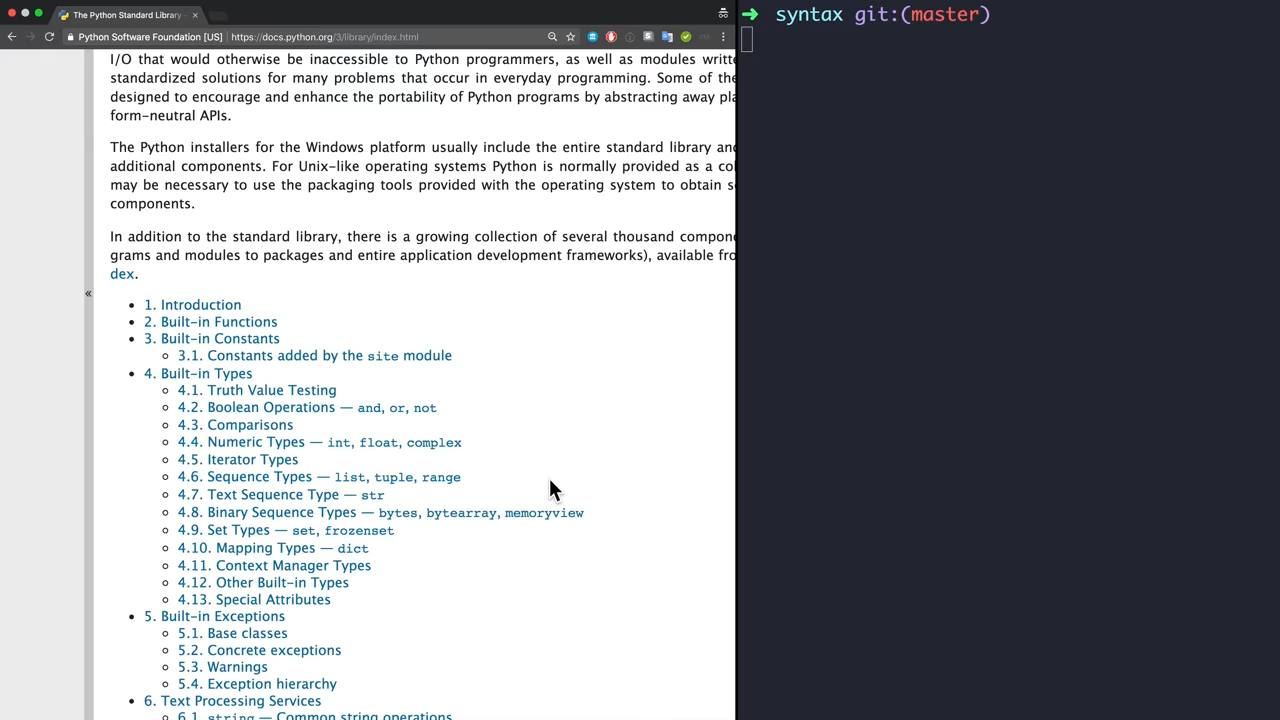 The Python Standard Library -
Python Software Foundation [US] | https://docs.python.org/3/library/index.html
I/O that would otherwise be inaccessible to Python programmers, as well as modules
standardized solutions for many problems that occur in everyday programming. Some of the
designed to encourage and enhance the portability of Python programs by abstracting away
form-neutral APIs.
The Python installers for the Windows platform usually include the entire standard library
additional components. For Unix-like operating systems Python is normally provided as a
may be necessary to use the packaging tools provided with the operating system to obtain
components.
In addition to the standard library, there is a growing collection of several thousand
grams and modules to packages and entire application development frameworks), available
dex.
«
• 1. Introduction
• 2. Built-in Functions
• 3. Built-in Constants
◦ 3.1. Constants added by the site module
• 4. Built-in Types
◦ 4.1. Truth Value Testing
◦ 4.2. Boolean Operations — and, or, not
◦ 4.3. Comparisons
◦ 4.4. Numeric Types — int, float, complex
◦ 4.5. Iterator Types
◦ 4.6. Sequence Types — list, tuple, range
◦ 4.7. Text Sequence Type — str
◦ 4.8. Binary Sequence Types — bytes, bytearray, memoryview
◦ 4.9. Set Types — set, frozenset
◦ 4.10. Mapping Types — dict
◦ 4.11. Context Manager Types
◦ 4.12. Other Built-in Types
◦ 4.13. Special Attributes
• 5. Built-in Exceptions
◦ 5.1. Base classes
◦ 5.2. Concrete exceptions
◦ 5.3. Warnings
◦ 5.4. Exception hierarchy
• 6. Text Processing Services
◦ 6.1. string — Common string operations
➜ syntax git:(master)